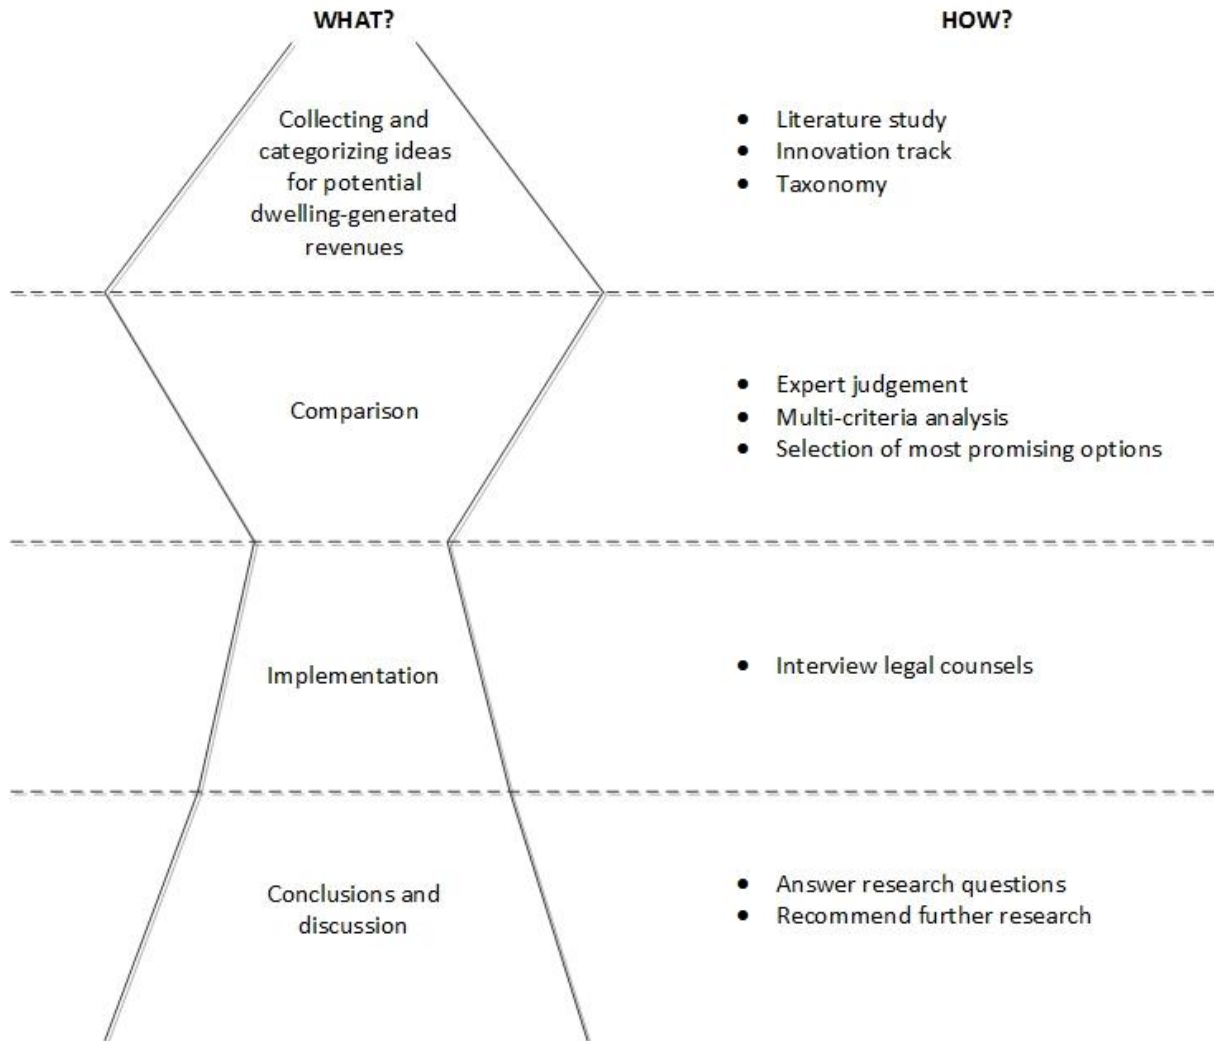 WHAT?
HOW?
Collecting and
categorizing ideas
for potential
dwelling-generated
revenues
● Literature study
● Innovation track
● Taxonomy
Comparison
● Expert judgement
● Multi-criteria analysis
● Selection of most promising options
Implementation
● Interview legal counsels
Conclusions and
discussion
● Answer research questions
● Recommend further research